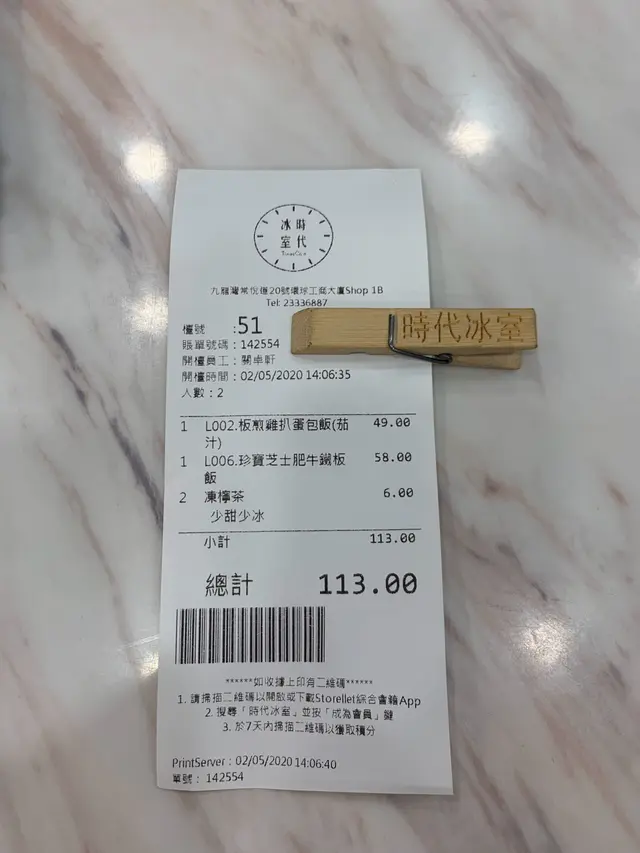 冰時
室代
Times Cafe
九龍灣常悅道20號環球工商大廈Shop 1B
Tel: 23336887
時代冰室
檯號 :51
賬單號碼：142554
開檯員工：關卓軒
開檯時間：02/05/2020 14:06:35
人數：2
1 L002.板煎雞扒蛋包飯(茄 49.00
汁)
1 L006.珍寶芝士肥牛鐵板 58.00
飯
2 凍檸茶 6.00
少甜少冰
小計 113.00
總計 113.00
******如收據上印有二維碼******
1. 請掃描二維碼以開啟或下載Storellet綜合會籍App
2. 搜尋「時代冰室」並按「成為會員」鍵
3. 於7天內掃描二維碼以獲取積分
PrintServer：02/05/2020 14:06:40
單號： 142554